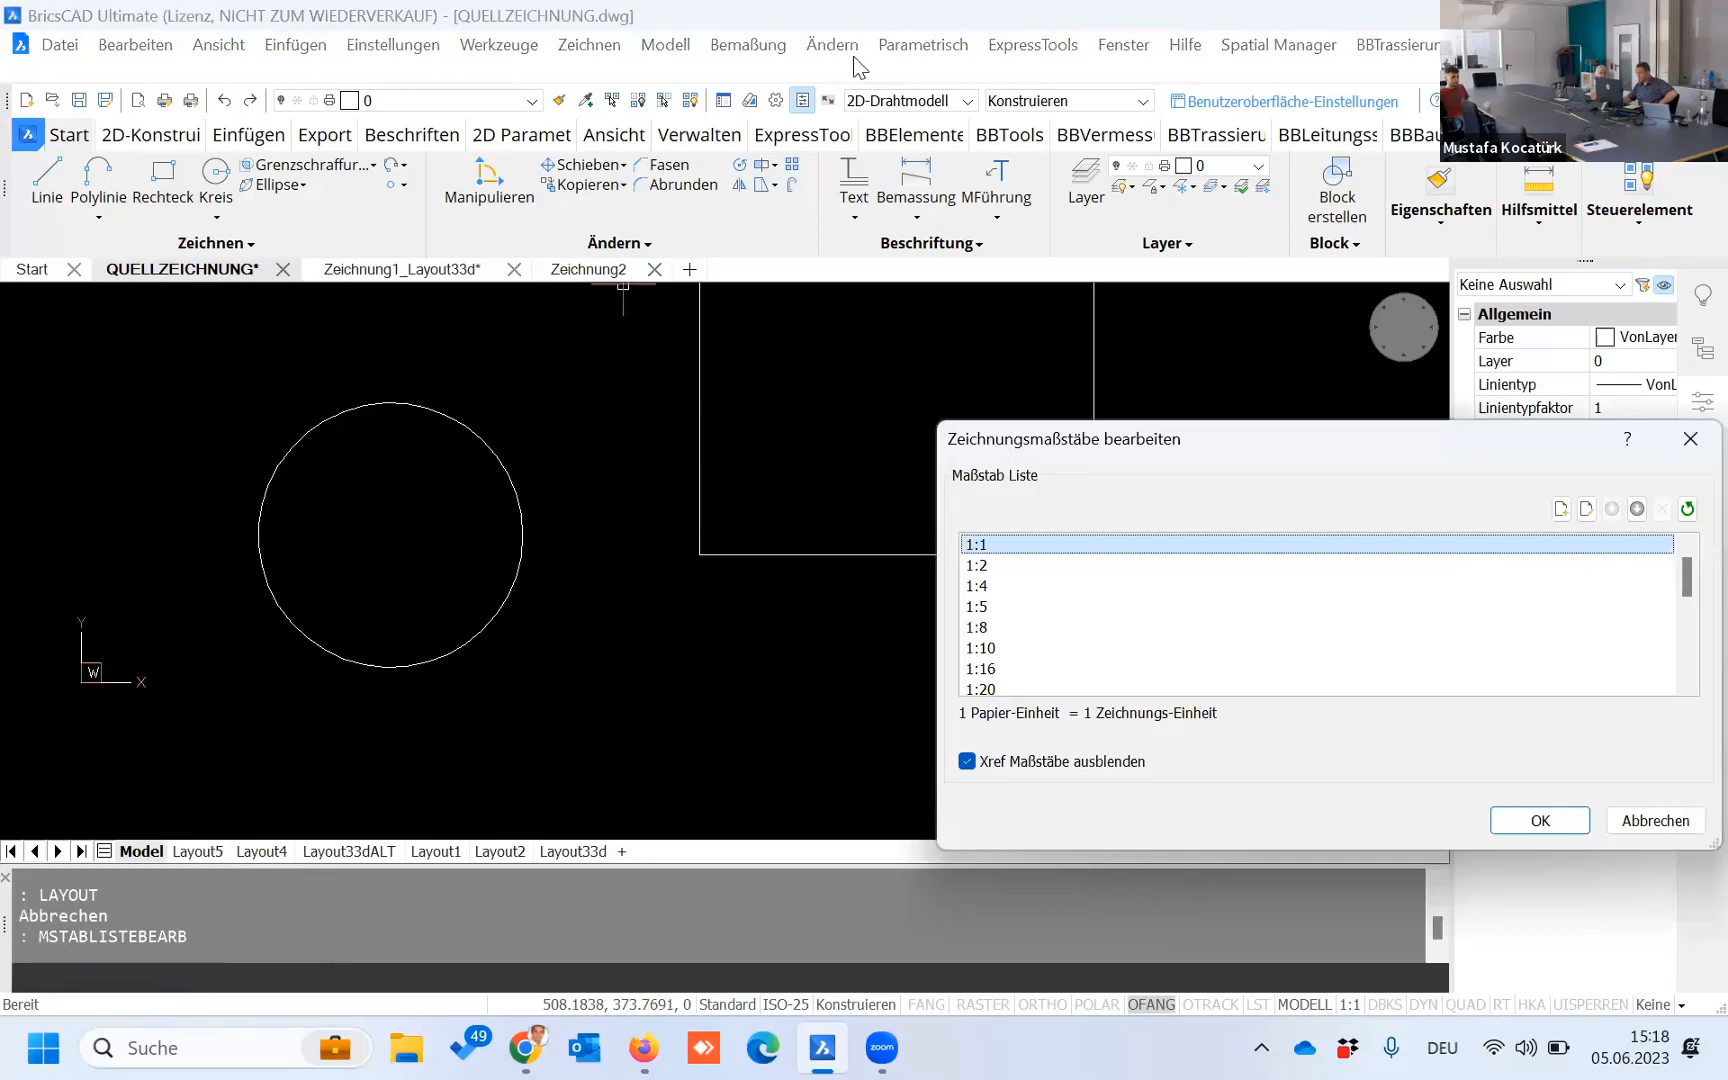 BricsCAD Ultimate (Lizenz, NICHT ZUM WIEDERVERKAUF) - [QUELLZEICHNUNG.dwg]
Datei Bearbeiten Ansicht Einfügen Einstellungen Werkzeuge Zeichnen Modell Bemaßung Ändern Parametrisch ExpressTools Fenster Hilfe Spatial Manager BBTrassierun
0 2D-Drahtmodell Konstruieren Benutzeroberfläche-Einstellungen
Start 2D-Konstrui Einfügen Export Beschriften 2D Paramet Ansicht Verwalten ExpressToo BBElemente BBTools BBVermess BBTrassieru BBLeitungss BBBau
Mustafa Kocatürk
Grenzschraffur... Schieben Fasen 0
Ellipse Kopieren Abrunden
Linie Polylinie Rechteck Kreis Manipulieren Text Bemassung MFührung Layer Block erstellen Eigenschaften Hilfsmittel Steuerelement
Zeichnen Ändern Beschriftung Layer Block
Start QUELLZEICHNUNG* Zeichnung1_Layout33d* Zeichnung2
Keine Auswahl
Allgemein
Farbe VonLayer
Layer 0
Linientyp VonL
Linientypfaktor 1
Zeichnungsmaßstäbe bearbeiten ?
Maßstab Liste
1:1
1:2
1:4
1:5
1:8
1:10
1:16
1:20
1 Papier-Einheit = 1 Zeichnungs-Einheit
Xref Maßstäbe ausblenden
OK Abbrechen
Y
W X
Model Layout5 Layout4 Layout33dALT Layout1 Layout2 Layout33d +
: LAYOUT
Abbrechen
: MSTABLISTEBEARB
Bereit 508.1838, 373.7691, 0 Standard ISO-25 Konstruieren FANG RASTER ORTHO POLAR OFANG OTRACK LST MODELL 1:1 DBKS DYN QUAD RT HKA UISPERREN Keine
Suche 49 zoom DEU 15:18
05.06.2023